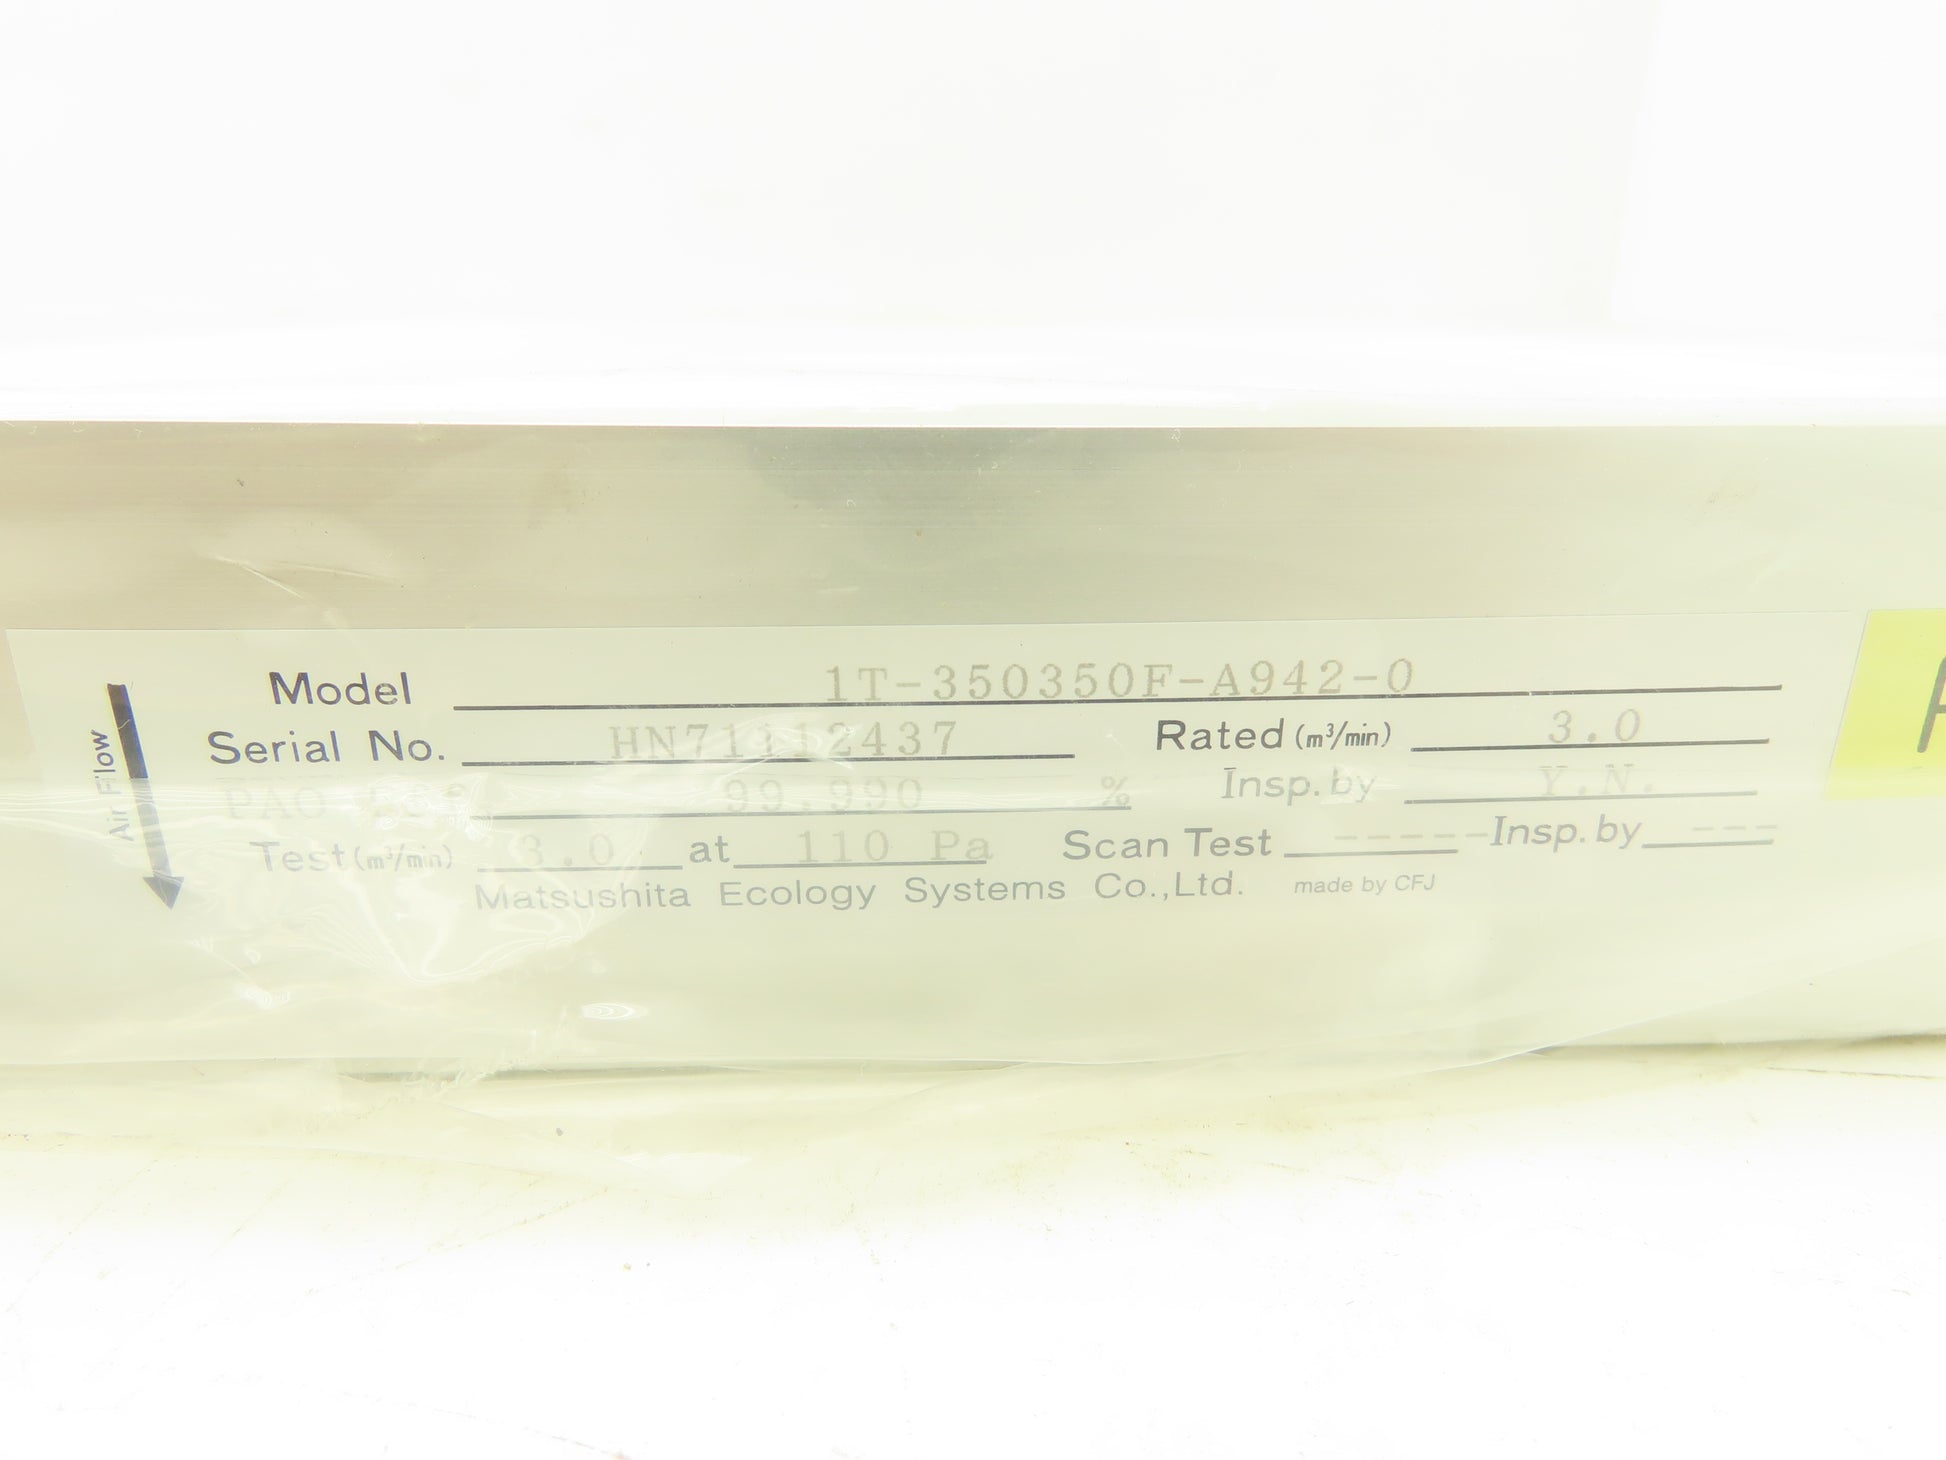 Air Flow
Model 1T-350350F-A942-0
Serial No. HN71112437 Rated (m³/min) 3.0
PAO 99.990 % Insp. by Y.N.
Test (m³/min) 3.0 at 110 Pa Scan Test ----- Insp. by ---
Matsushita Ecology Systems Co.,Ltd. made by CFJ